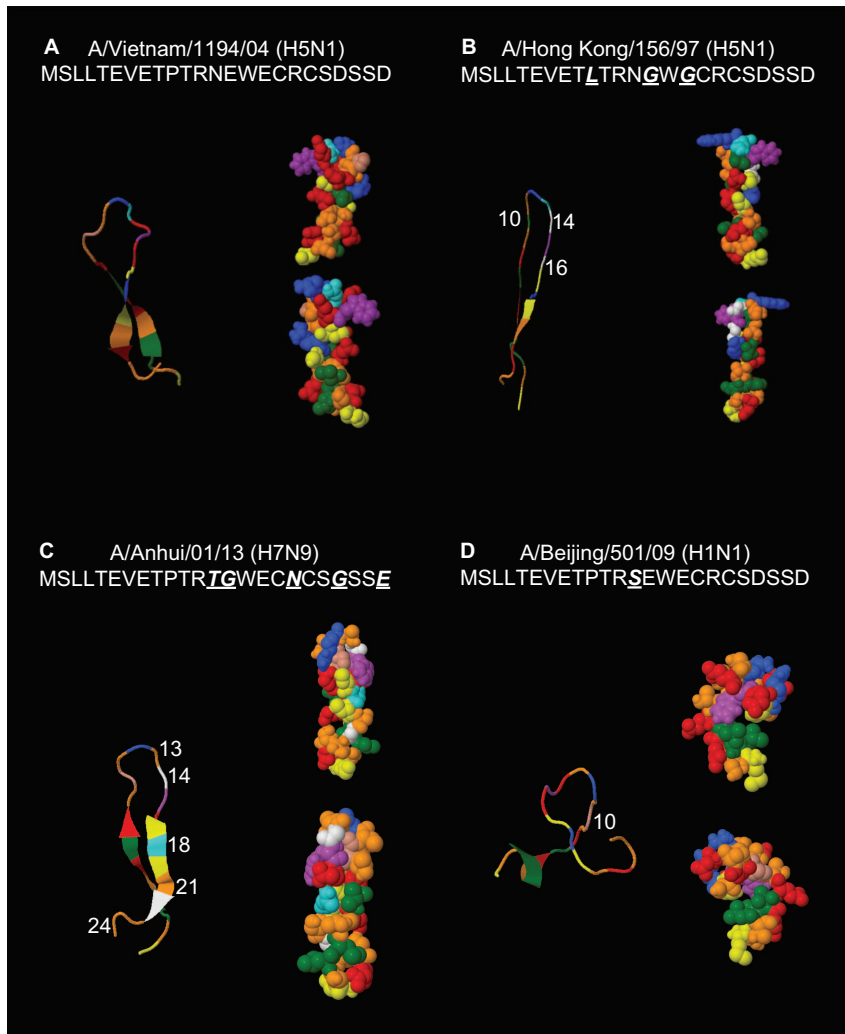 A A/Vietnam/1194/04 (H5N1)
MSLLTEVETPTRNEWECRCSDSSD
B A/Hong Kong/156/97 (H5N1)
MSLLTEVETLTRNGWGCRCSDSSD
10
14
16
C A/Anhui/01/13 (H7N9)
MSLLTEVETPTRTGWECNCSGSSE
13
14
18
21
24
D A/Beijing/501/09 (H1N1)
MSLLTEVETPTRSEWECRCSDSSD
10